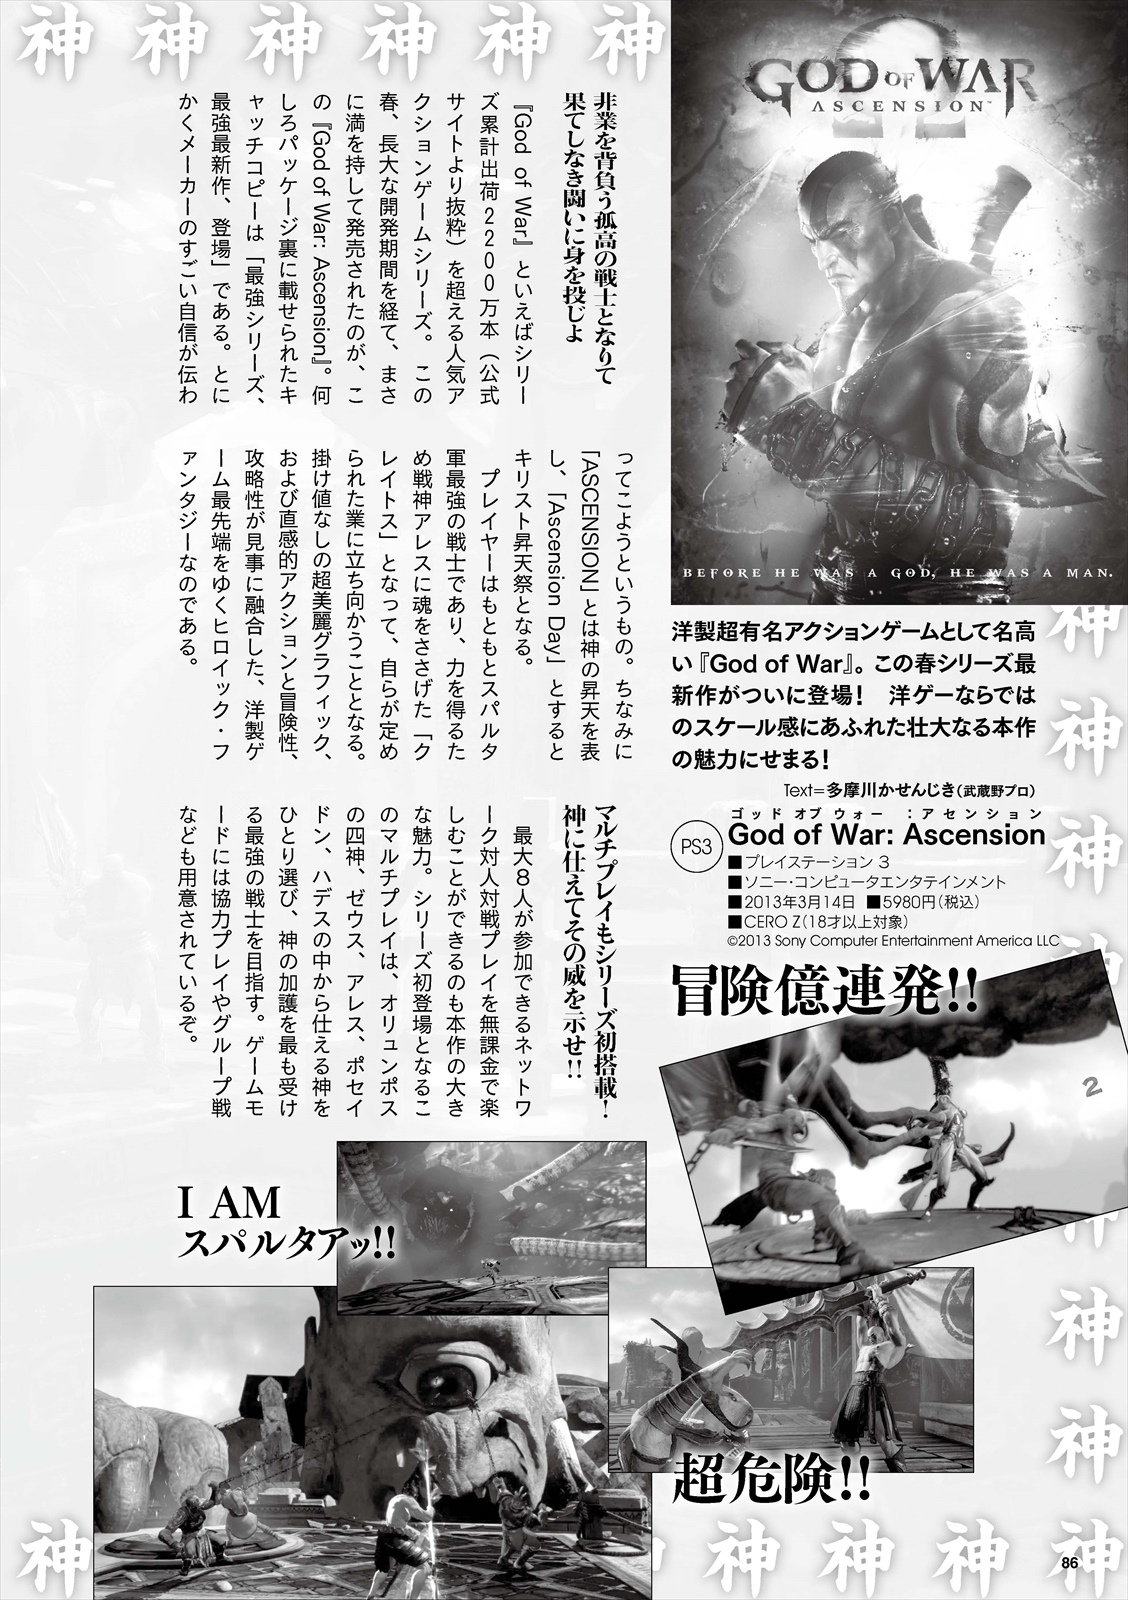 神 神 神 神 神 神
GOD OF WAR
ASCENSION™
BEFORE HE WAS A GOD, HE WAS A MAN.
洋製超有名アクションゲームとして名高
い『God of War』。この春シリーズ最
新作がついに登場！　洋ゲーならでは
のスケール感にあふれた壮大なる本作
の魅力にせまる！
Text=多摩川かせんじき（武蔵野プロ）
ゴッド オブ ウォー ：アセンション
PS3
God of War: Ascension
■プレイステーション 3
■ソニー・コンピュータエンタテインメント
■2013年3月14日　■5980円（税込）
■CERO Z（18才以上対象）
©2013 Sony Computer Entertainment America LLC
非業を背負う孤高の戦士となりて
果てしなき闘いに身を投じよ
『God of War』といえばシリー
ズ累計出荷２２００万本（公式
サイトより抜粋）を超える人気ア
クションゲームシリーズ。この
春、長大な開発期間を経て、まさ
に満を持して発売されたのが、こ
の『God of War: Ascension』。何
しろパッケージ裏に載せられたキ
ャッチコピーは「最強シリーズ、
最強最新作、登場」である。とに
かくメーカーのすごい自信が伝わ
ってこようというもの。ちなみに
「ASCENSION」とは神の昇天を表
し、「Ascension Day」とすると
キリスト昇天祭となる。
プレイヤーはもともとスパルタ
軍最強の戦士であり、力を得るた
め戦神アレスに魂をささげた「ク
レイトス」となって、自らが定め
られた業に立ち向かうこととなる。
掛け値なしの超美麗グラフィック、
および直感的アクションと冒険性、
攻略性が見事に融合した、洋製ゲ
ーム最先端をゆくヒロイック・フ
ァンタジーなのである。
マルチプレイもシリーズ初搭載！
神に仕えてその威を示せ!!
最大８人が参加できるネットワ
ーク対人対戦プレイを無課金で楽
しむことができるのも本作の大き
な魅力。シリーズ初登場となるこ
のマルチプレイは、オリュンポス
の四神、ゼウス、アレス、ポセイ
ドン、ハデスの中から仕える神を
ひとり選び、神の加護を最も受け
る最強の戦士を目指す。ゲームモ
ードには協力プレイやグループ戦
なども用意されているぞ。
冒険億連発!!
2
I AM
スパルタアッ!!
超危険!!
神
神
神
神
神
神
神 神 神 神 神 神
86